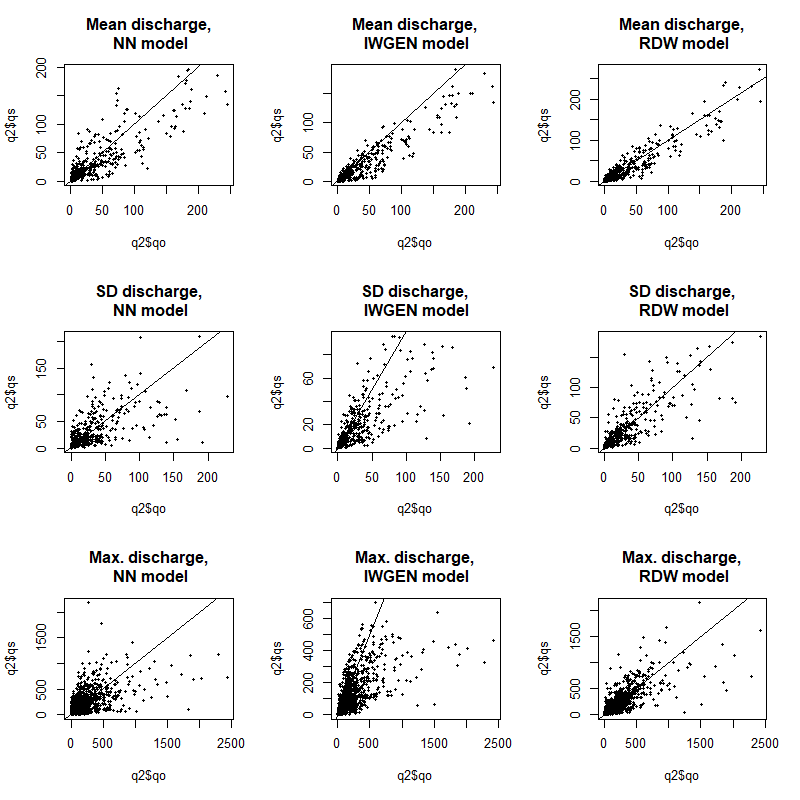 Mean discharge,
NN model
q2$qs
200
100
50
0
0
50
100
200
q2$qo
Mean discharge,
IWGEN model
q2$qs
150
100
50
0
0
50
100
200
q2$qo
Mean discharge,
RDW model
q2$qs
200
100
0
0
50
100
200
q2$qo
SD discharge,
NN model
q2$qs
150
50
0
0
50
100
150
200
q2$qo
SD discharge,
IWGEN model
q2$qs
60
20
0
0
50
100
150
200
q2$qo
SD discharge,
RDW model
q2$qs
100
50
0
0
50
100
150
200
q2$qo
Max. discharge,
NN model
q2$qs
1500
500
0
0
500
1500
2500
q2$qo
Max. discharge,
IWGEN model
q2$qs
600
400
200
0
0
500
1500
2500
q2$qo
Max. discharge,
RDW model
q2$qs
1500
500
0
0
500
1500
2500
q2$qo